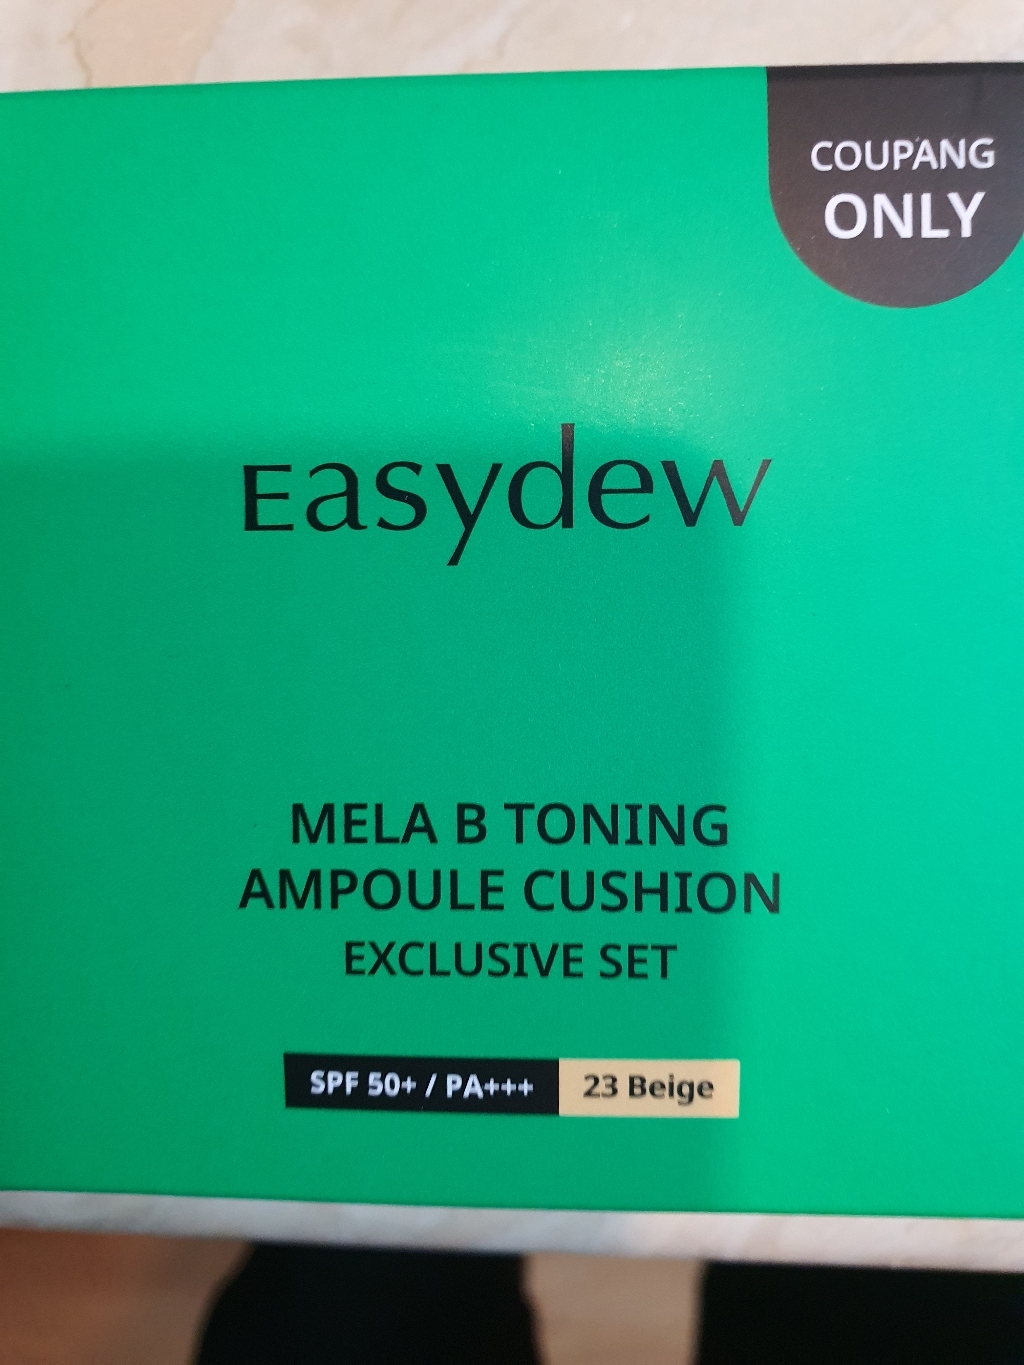 COUPANG
ONLY
Easydew
MELA B TONING
AMPOULE CUSHION
EXCLUSIVE SET
SPF 50+ / PA+++ 23 Beige